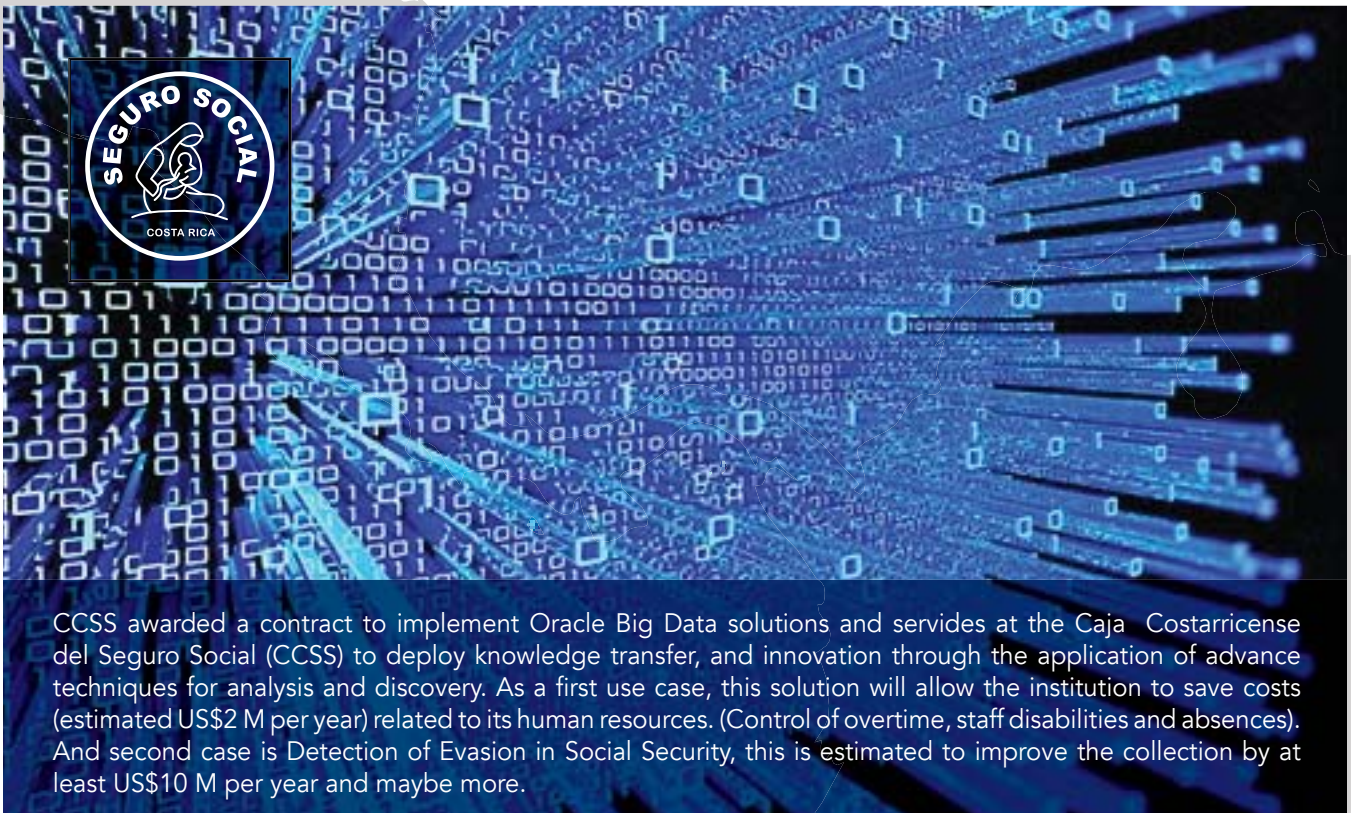 SEGURO SOCIAL
COSTA RICA
CCSS awarded a contract to implement Oracle Big Data solutions and servides at the Caja Costarricense
del Seguro Social (CCSS) to deploy knowledge transfer, and innovation through the application of advance
techniques for analysis and discovery. As a first use case, this solution will allow the institution to save costs
(estimated US$2 M per year) related to its human resources. (Control of overtime, staff disabilities and absences).
And second case is Detection of Evasion in Social Security, this is estimated to improve the collection by at
least US$10 M per year and maybe more.